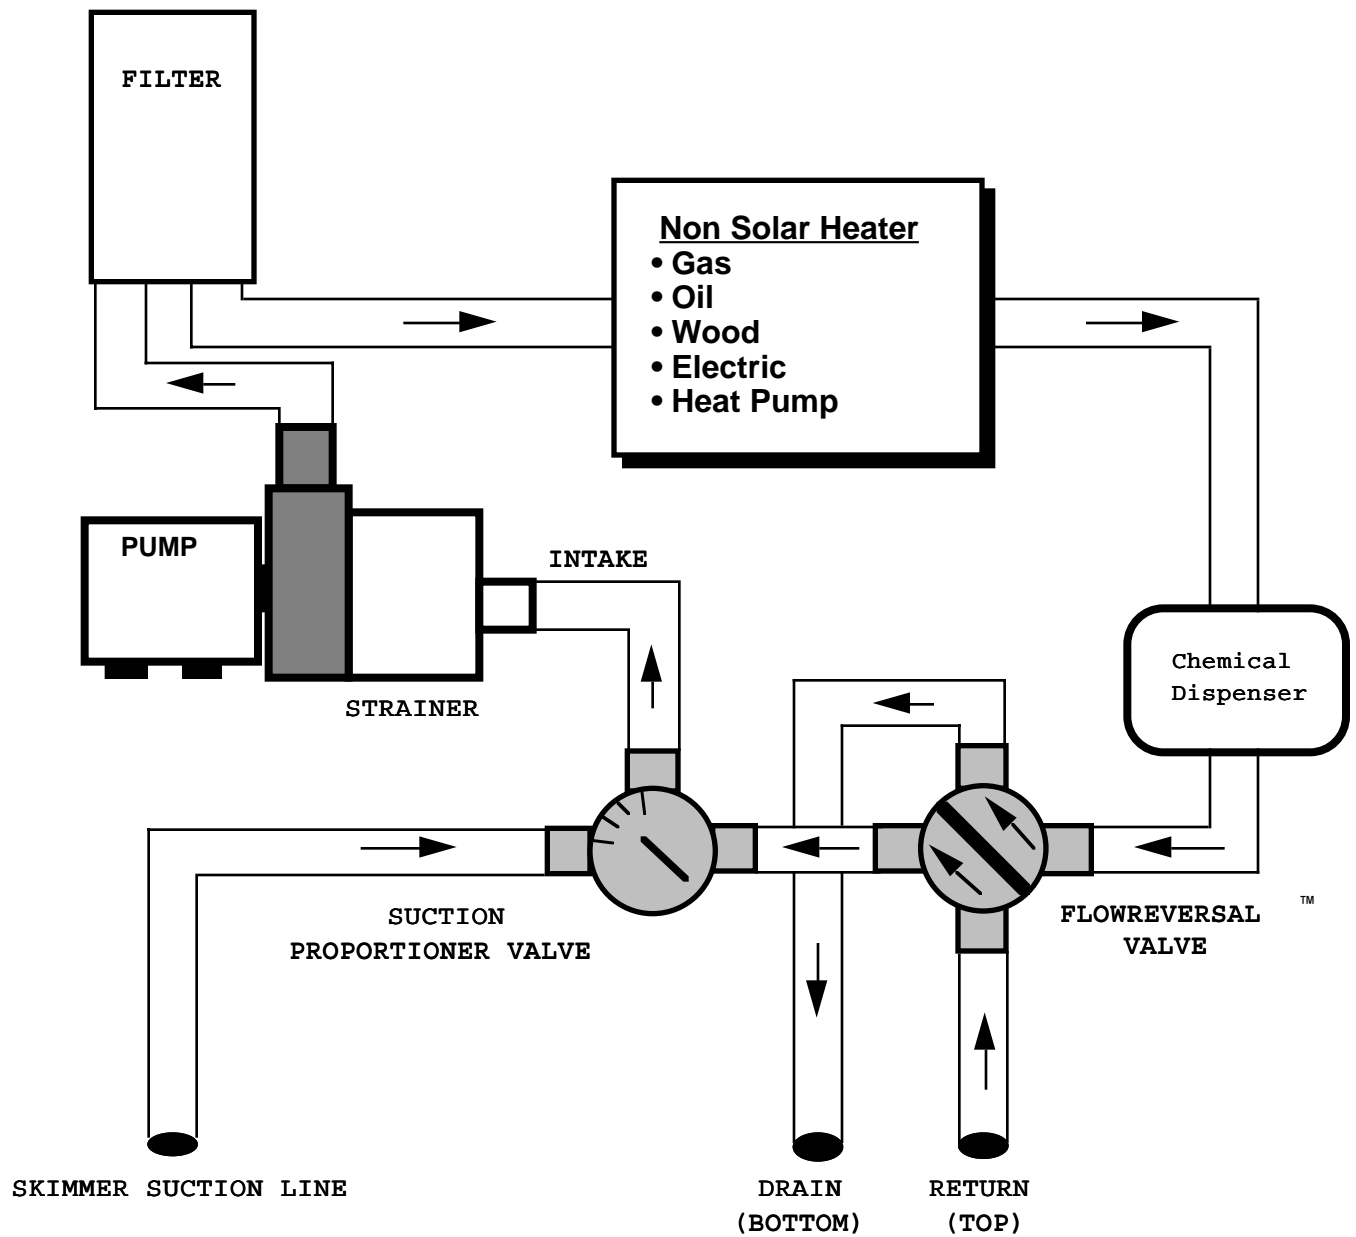 FILTER
Non Solar Heater
• Gas
• Oil
• Wood
• Electric
• Heat Pump
PUMP
INTAKE
STRAINER
Chemical
Dispenser
SUCTION
PROPORTIONER VALVE
FLOWREVERSAL ™
VALVE
SKIMMER SUCTION LINE
DRAIN
(BOTTOM)
RETURN
(TOP)